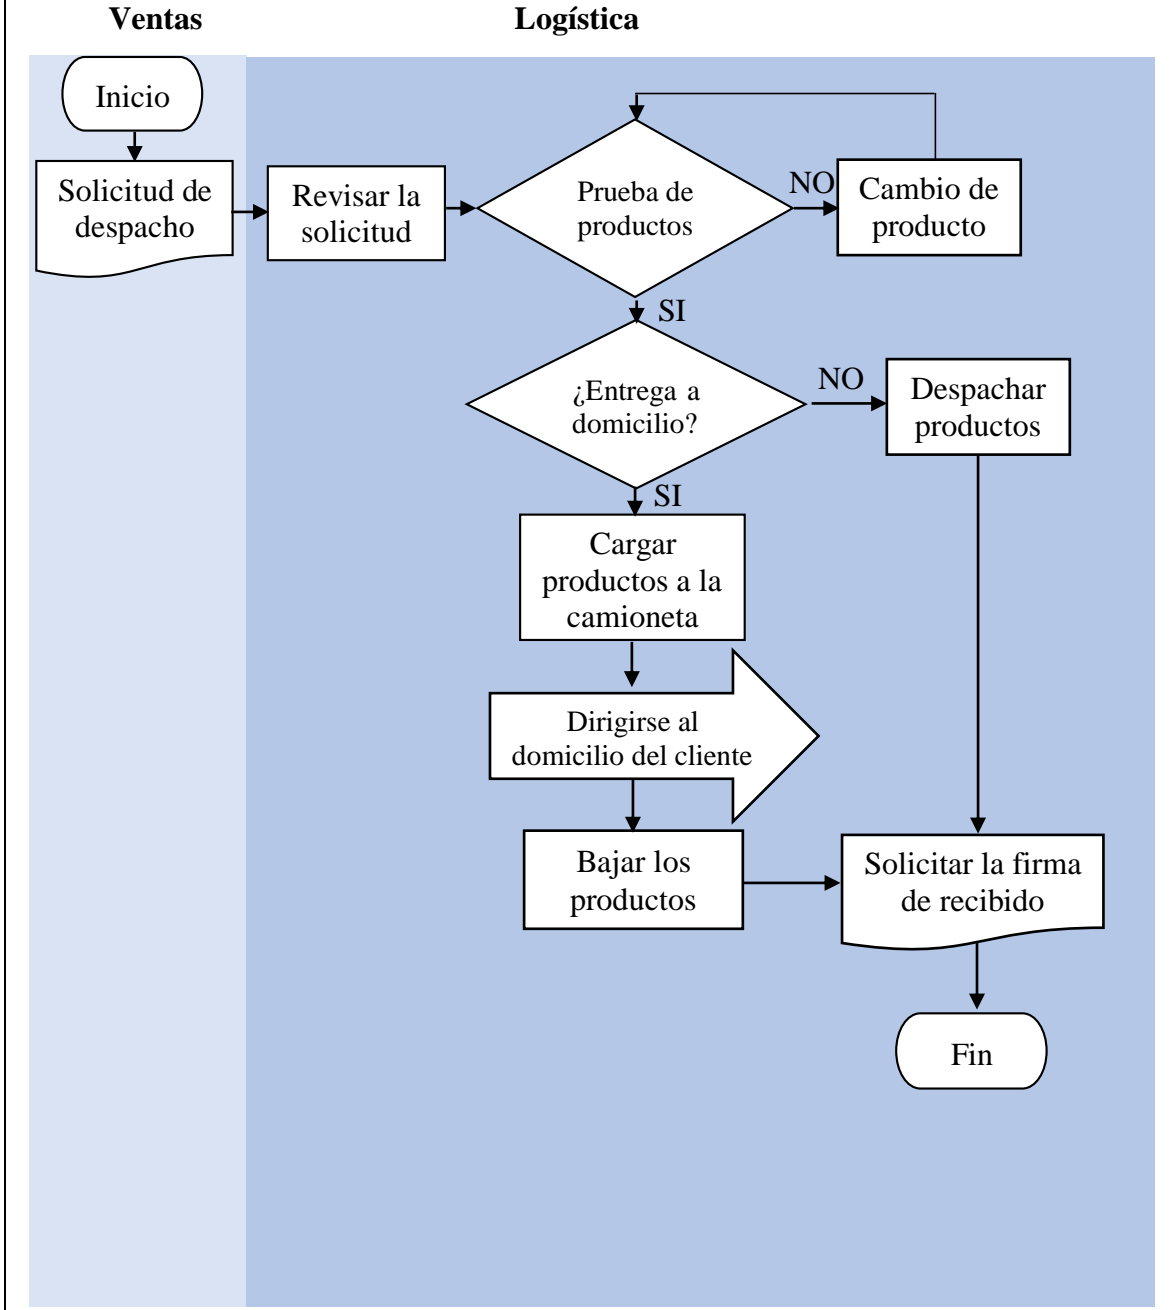 Ventas
Logística
Inicio
Solicitud de
despacho
Revisar la
solicitud
Prueba de
productos
NO
Cambio de
producto
SI
¿Entrega a
domicilio?
NO
Despachar
productos
SI
Cargar
productos a la
camioneta
Dirigirse al
domicilio del cliente
Bajar los
productos
Solicitar la firma
de recibido
Fin